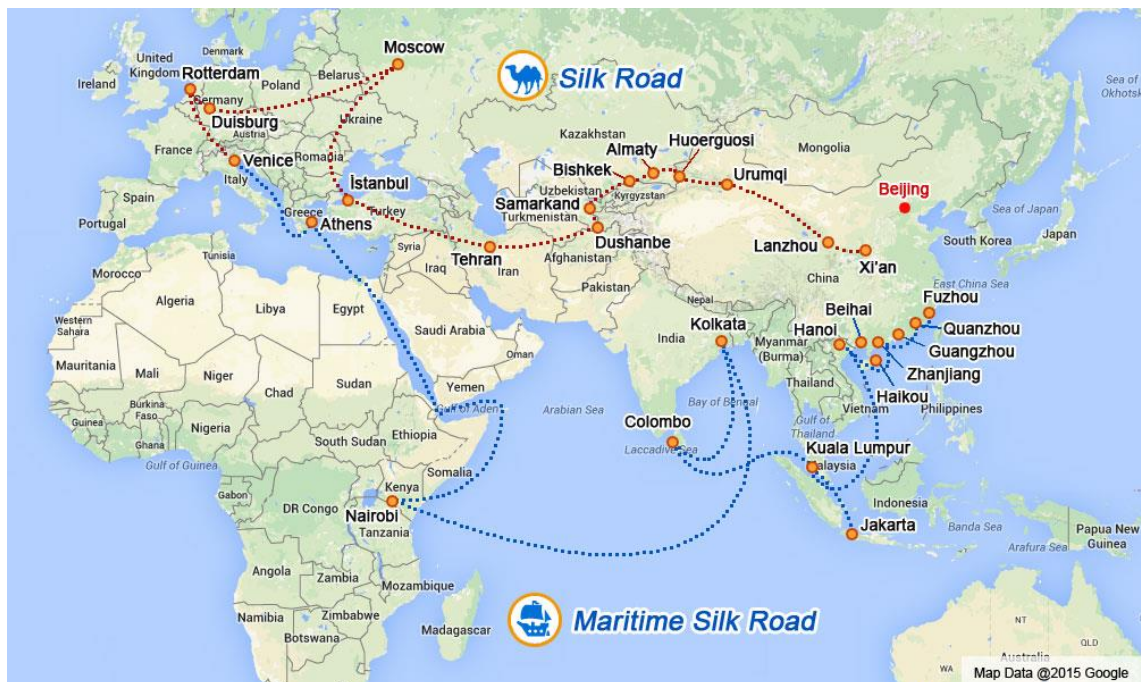 Silk Road
Moscow
Rotterdam
Duisburg
Venice
İstanbul
Athens
Tehran
Samarkand
Dushanbe
Bishkek
Almaty
Huoerguosi
Urumqi
Lanzhou
Xi'an
Beijing
Fuzhou
Quanzhou
Guangzhou
Zhanjiang
Haikou
Beihai
Hanoi
Kolkata
Colombo
Kuala Lumpur
Jakarta
Nairobi
Maritime Silk Road
Denmark
United
Kingdom
Ireland
Poland
Belarus
Germany
Ukraine
Austria
France
Romania
Italy
Spain
Portugal
Greece
Turkey
Kazakhstan
Mongolia
Uzbekistan
Kyrgyzstan
Turkmenistan
Sea of
Okhotsk
Sea of Japan
South Korea
Japan
China
East China Sea
Syria
Iraq
Iran
Afghanistan
Pakistan
Nepal
India
Myanmar
(Burma)
Thailand
Vietnam
Gulf of
Thailand
Philippines
Bay of Bengal
Laccadive Sea
Arabian Sea
Malaysia
Indonesia
Banda Sea
Arafura Sea
Papua New
Guinea
Tunisia
Morocco
Algeria
Libya
Egypt
Western
Sahara
Saudi Arabia
Oman
Yemen
Gulf of Aden
Mauritania
Mali
Niger
Chad
Sudan
Burkina
Faso
Guinea
Ghana
Nigeria
South Sudan
Ethiopia
Somalia
Gulf of Guinea
Gabon
DR Congo
Kenya
Tanzania
Angola
Zambia
Mozambique
Namibia
Zimbabwe
Botswana
Madagascar
NT
QLD
Australia
WA
Map Data @2015 Google